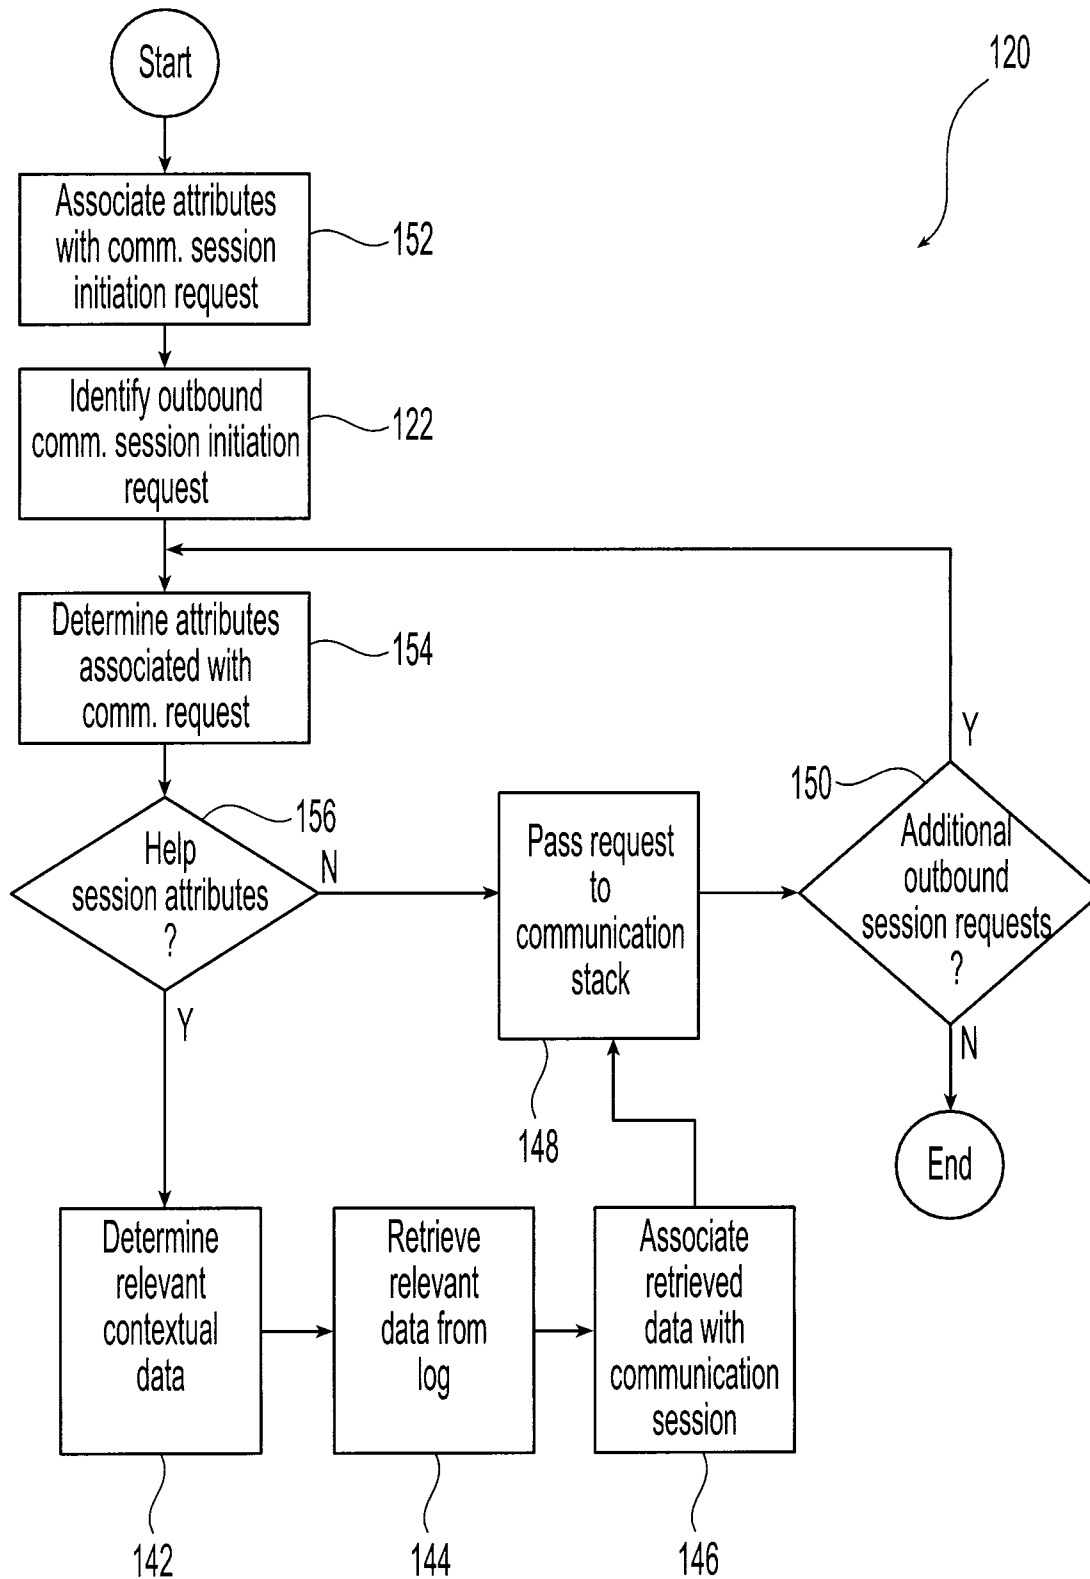 Start
120
Associate attributes
with comm. session
initiation request
152
Identify outbound
comm. session initiation
request
122
Determine attributes
associated with
comm. request
154
Y
150
156
Help
session attributes
?
N
Pass request
to
communication
stack
Additional
outbound
session requests
?
Y
N
148
End
Determine
relevant
contextual
data
Retrieve
relevant
data from
log
Associate
retrieved
data with
communication
session
142
144
146